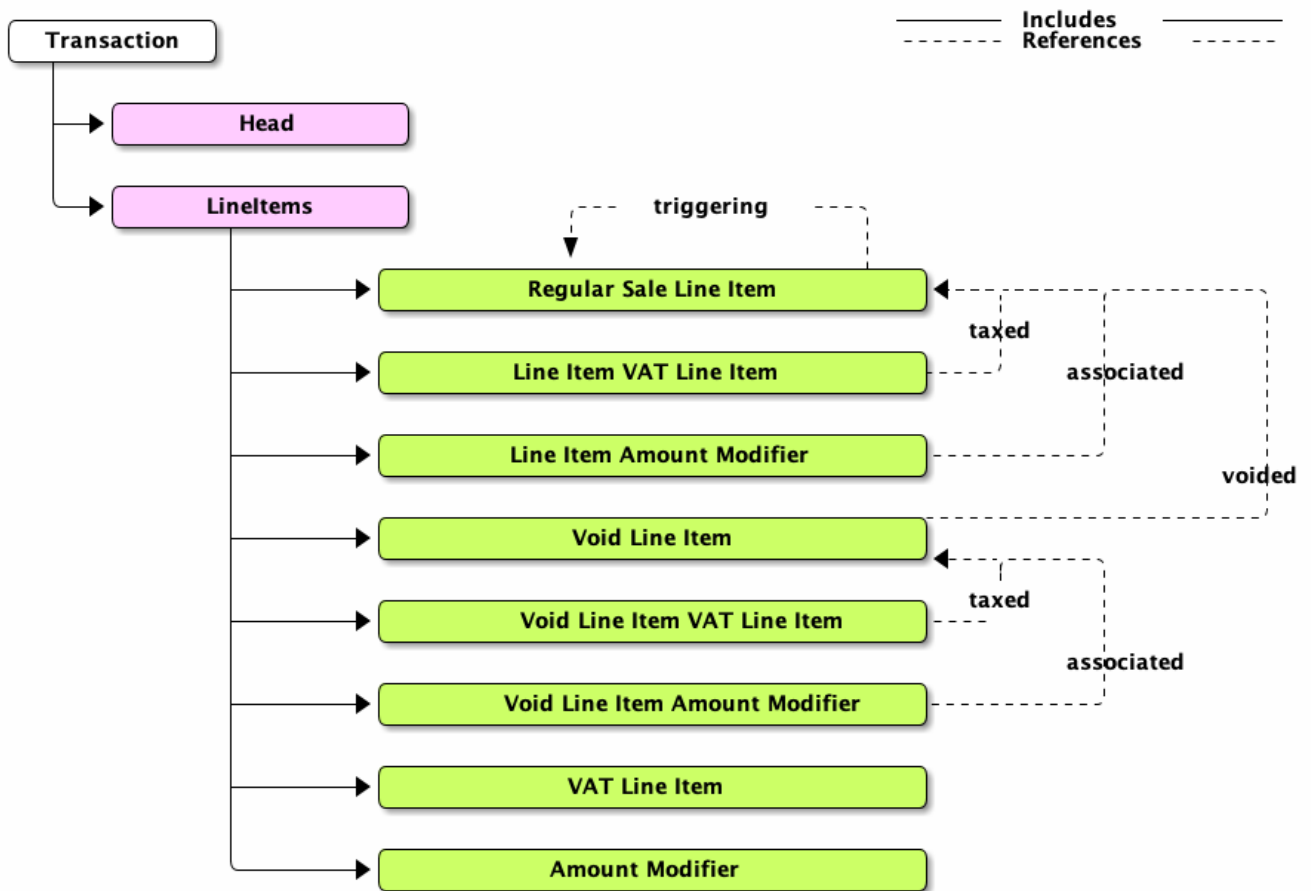 Includes
References
Transaction
Head
LineItems
triggering
Regular Sale Line Item
taxed
Line Item VAT Line Item
associated
Line Item Amount Modifier
voided
Void Line Item
taxed
Void Line Item VAT Line Item
associated
Void Line Item Amount Modifier
VAT Line Item
Amount Modifier